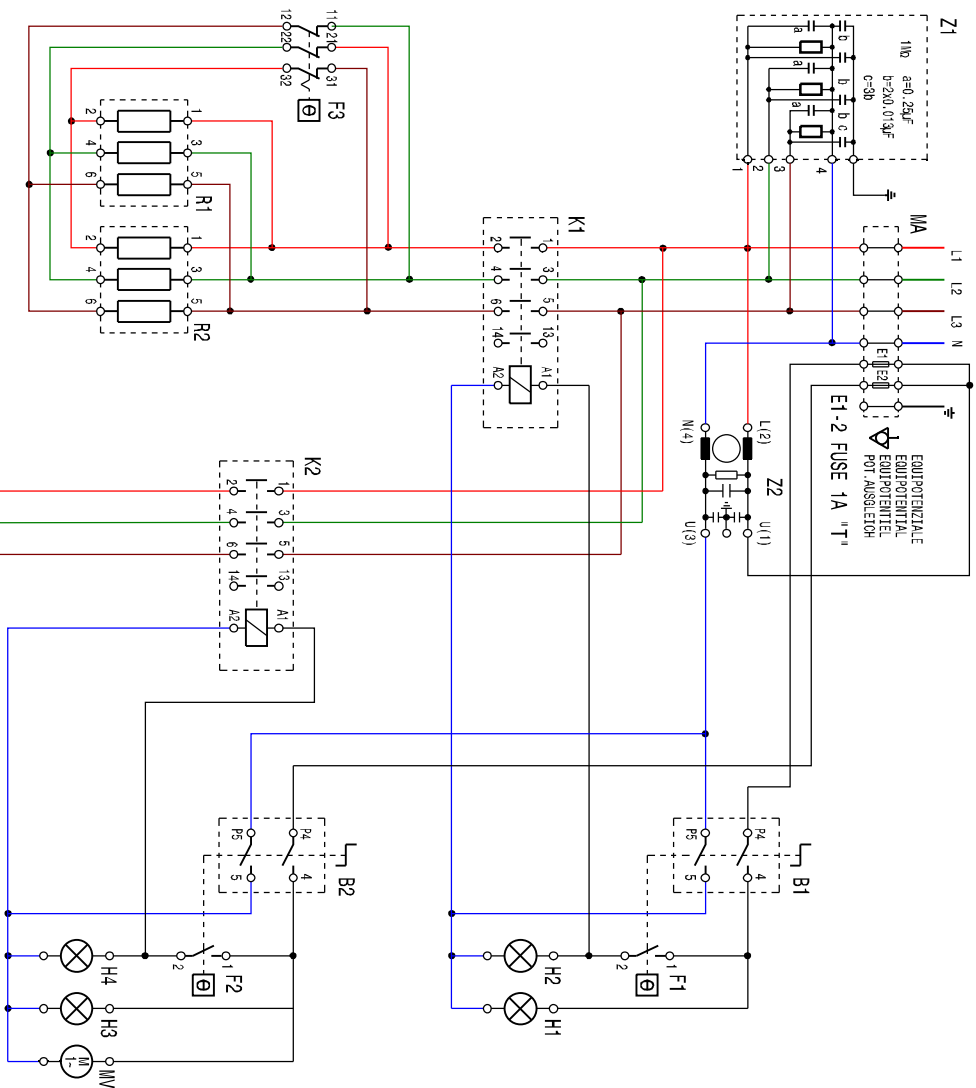 Z1
1MΩ a=0.25µF
b=2x0.013µF
c=3b
a
b
a
b
a
b
c
1
2
3
4
MA
L1
L2
L3
N
E1
E2
E1-2 FUSE 1A "T"
EQUIPOTENZIALE
EQUIPOTENTIAL
EQUIPOTENTIEL
POT.AUSGLEICH
F3
11
21
31
12
22
32
θ
R1
1
3
5
2
4
6
R2
1
3
5
2
4
6
K1
1
3
5
13
A1
2
4
6
14
A2
Z2
L(2)
N(4)
U(1)
U(3)
K2
1
3
5
13
A1
2
4
6
14
A2
B1
P4
4
P5
5
F1
1
2
θ
H2
H1
B2
P4
4
P5
5
F2
1
2
θ
H4
H3
M
1~
MV